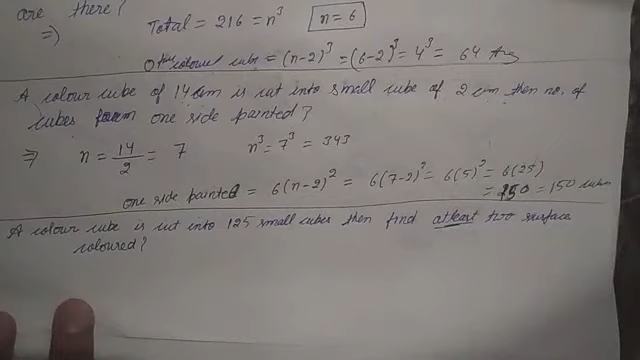 are there?
⇒ Total = 216 = n³ n = 6
coloured cube = (n-2)³ = (6-2)³ = 4³ = 64 Ans
A colour cube of 14 cm is cut into small cube of 2 cm then no. of
cubes from one side painted?
⇒ n = 14/2 = 7 n³ = 7³ = 343
one side painted = 6(n-2)² = 6(7-2)² = 6(5)² = 6(25)
= 150 = 150 cubes
A colour cube is cut into 125 small cubes then find atleast two surface
coloured?